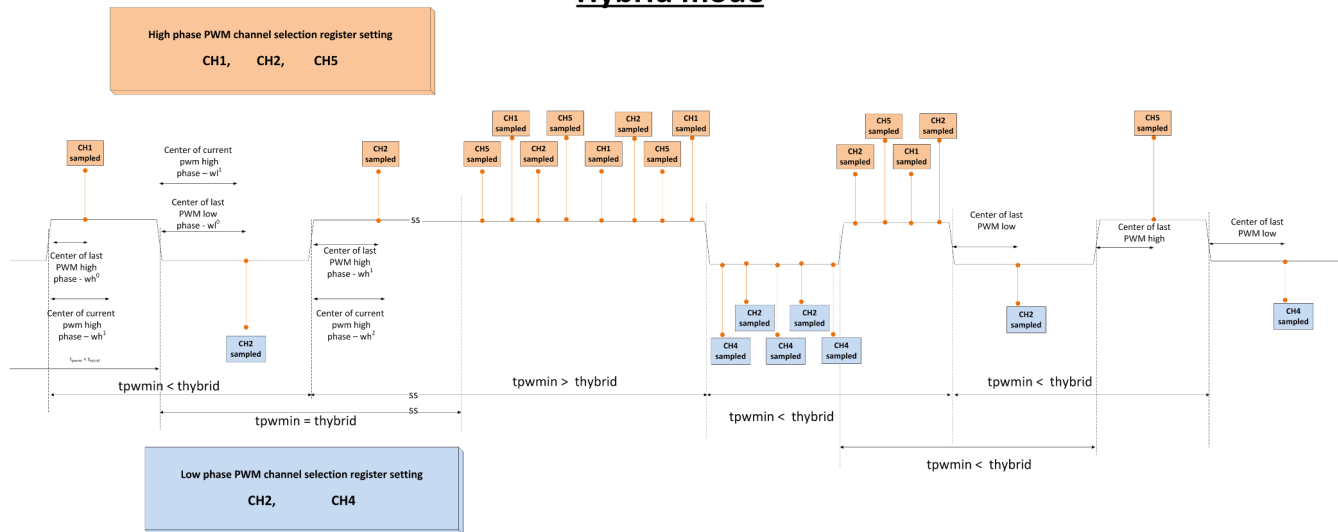 Hybrid mode
High phase PWM channel selection register setting
CH1, CH2, CH5
CH1
sampled
Center of current
pwm high
phase – wl1
Center of last
PWM low
phase - wl0
CH2
sampled
CH5
sampled
CH1
sampled
CH2
sampled
CH5
sampled
CH1
sampled
CH2
sampled
CH5
sampled
CH1
sampled
CH2
sampled
CH5
sampled
CH1
sampled
CH2
sampled
CH5
sampled
ss
Center of last
PWM high
phase - wh0
Center of current
pwm high
phase – wh1
Center of last
PWM high
phase - wh1
Center of current
pwm high
phase – wh2
Center of last
PWM low
Center of last
PWM high
Center of last
PWM low
CH2
sampled
CH4
sampled
CH2
sampled
CH4
sampled
CH2
sampled
CH4
sampled
CH2
sampled
CH4
sampled
tpwmin < thybrid
tpwmin < thybrid
ss
tpwmin > thybrid
tpwmin < thybrid
ss
tpwmin = thybrid
tpwmin < thybrid
tpwmin < thybrid
Low phase PWM channel selection register setting
CH2, CH4